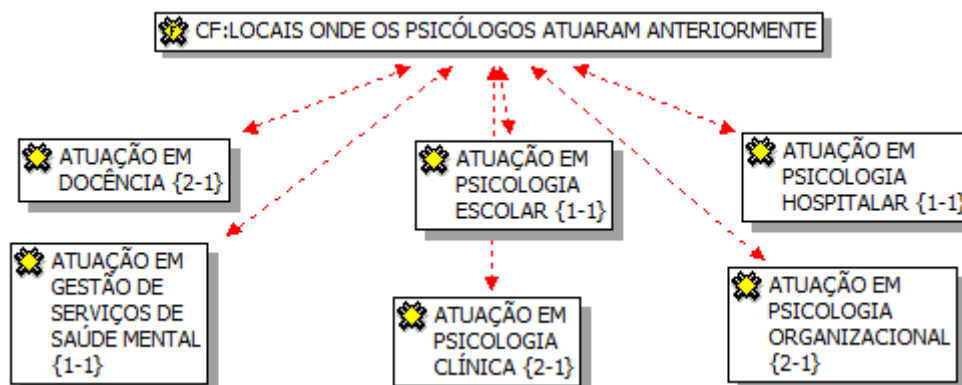 CF:LOCAIS ONDE OS PSICÓLOGOS ATUARAM ANTERIORMENTE
ATUAÇÃO EM
DOCÊNCIA {2-1}
ATUAÇÃO EM
PSICOLOGIA
ESCOLAR {1-1}
ATUAÇÃO EM
PSICOLOGIA
HOSPITALAR {1-1}
ATUAÇÃO EM
GESTÃO DE
SERVIÇOS DE
SAÚDE MENTAL
{1-1}
ATUAÇÃO EM
PSICOLOGIA
CLÍNICA {2-1}
ATUAÇÃO EM
PSICOLOGIA
ORGANIZACIONAL
{2-1}